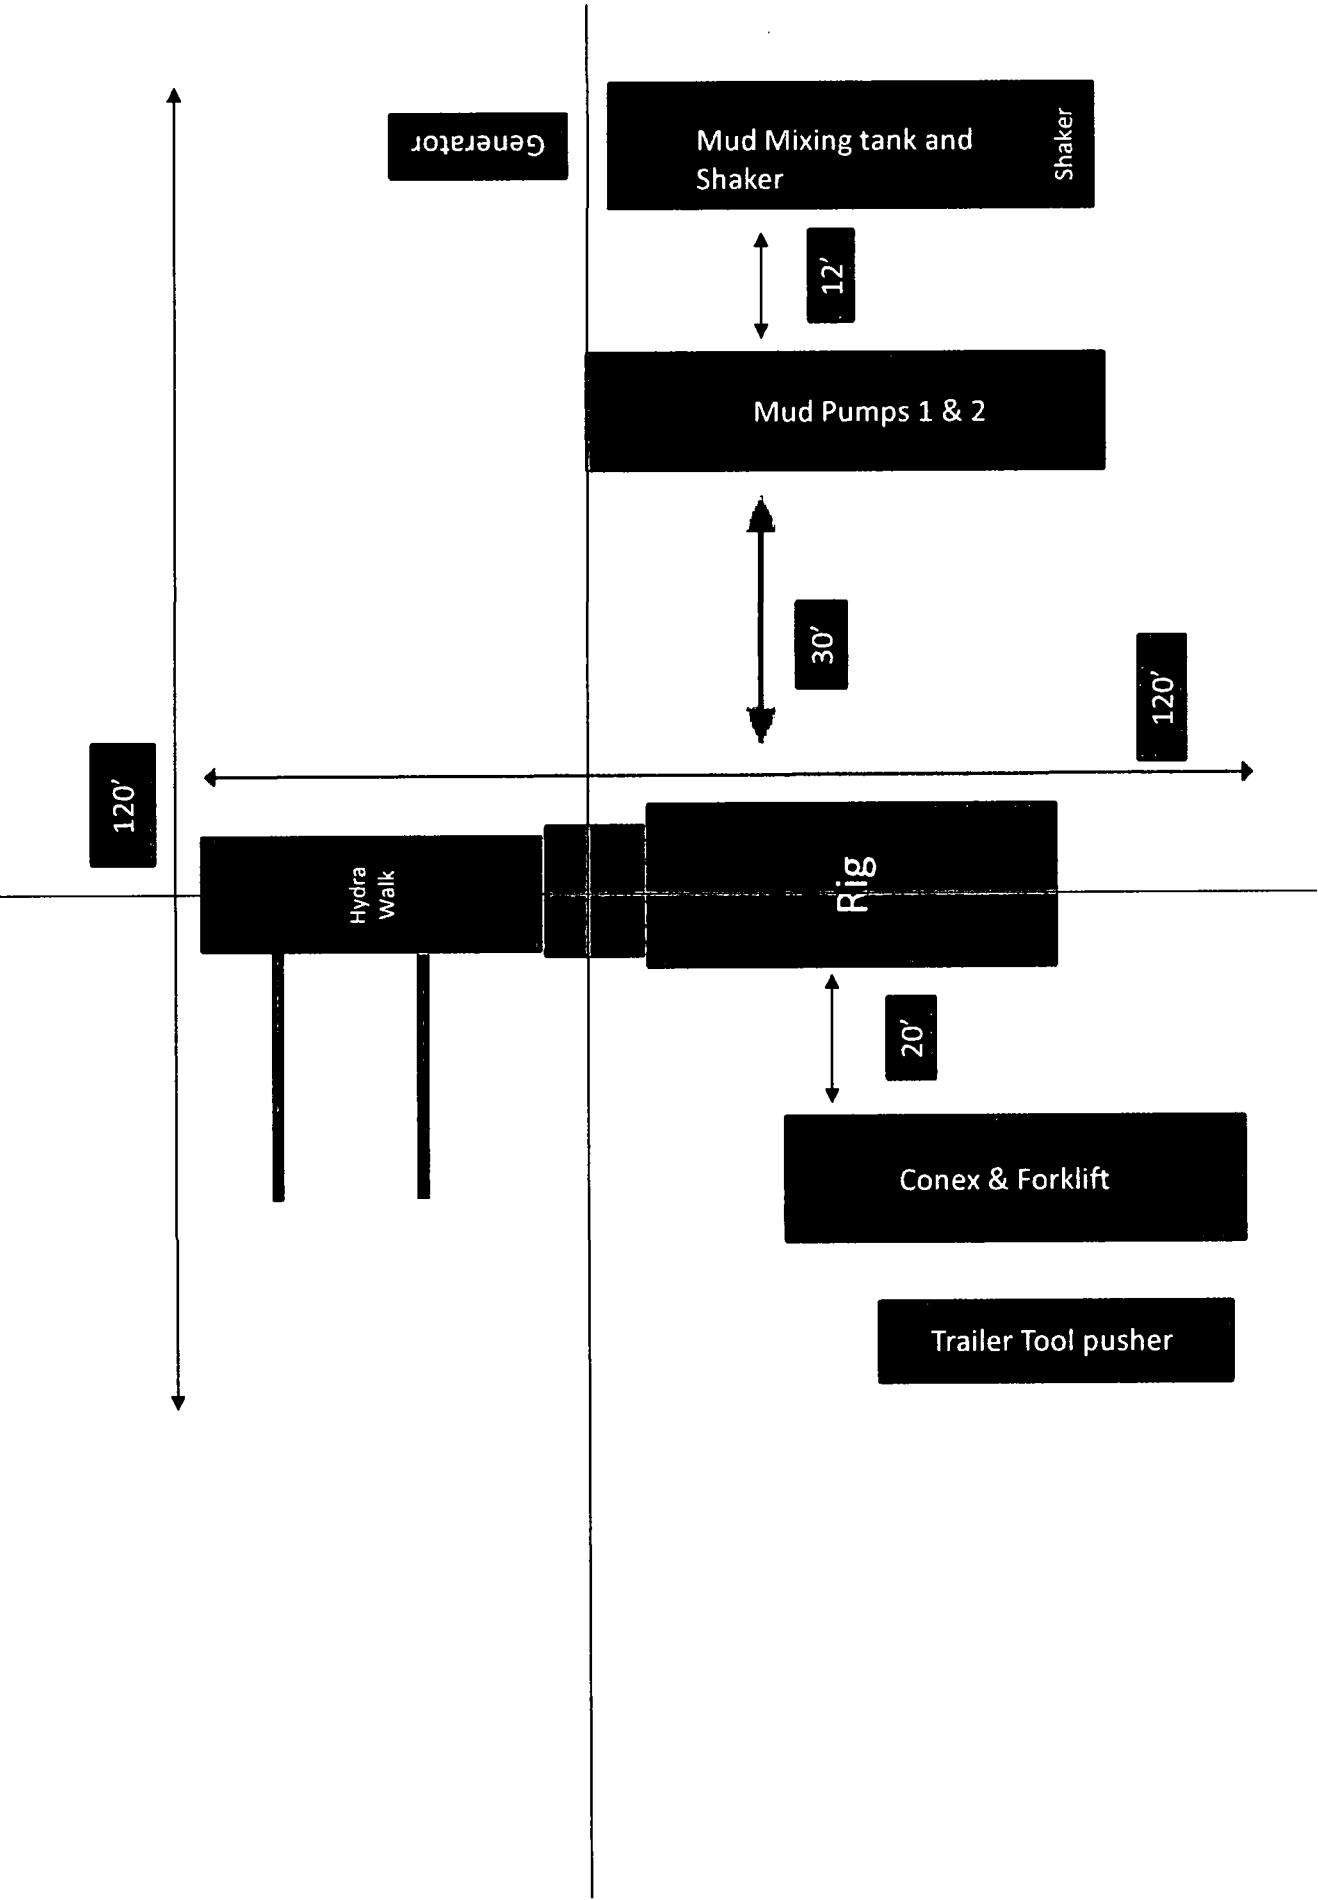 Generator
Mud Mixing tank and
Shaker
Shaker
12′
Mud Pumps 1 & 2
30′
120′
120′
Hydra
Walk
Rig
20′
Conex & Forklift
Trailer Tool pusher